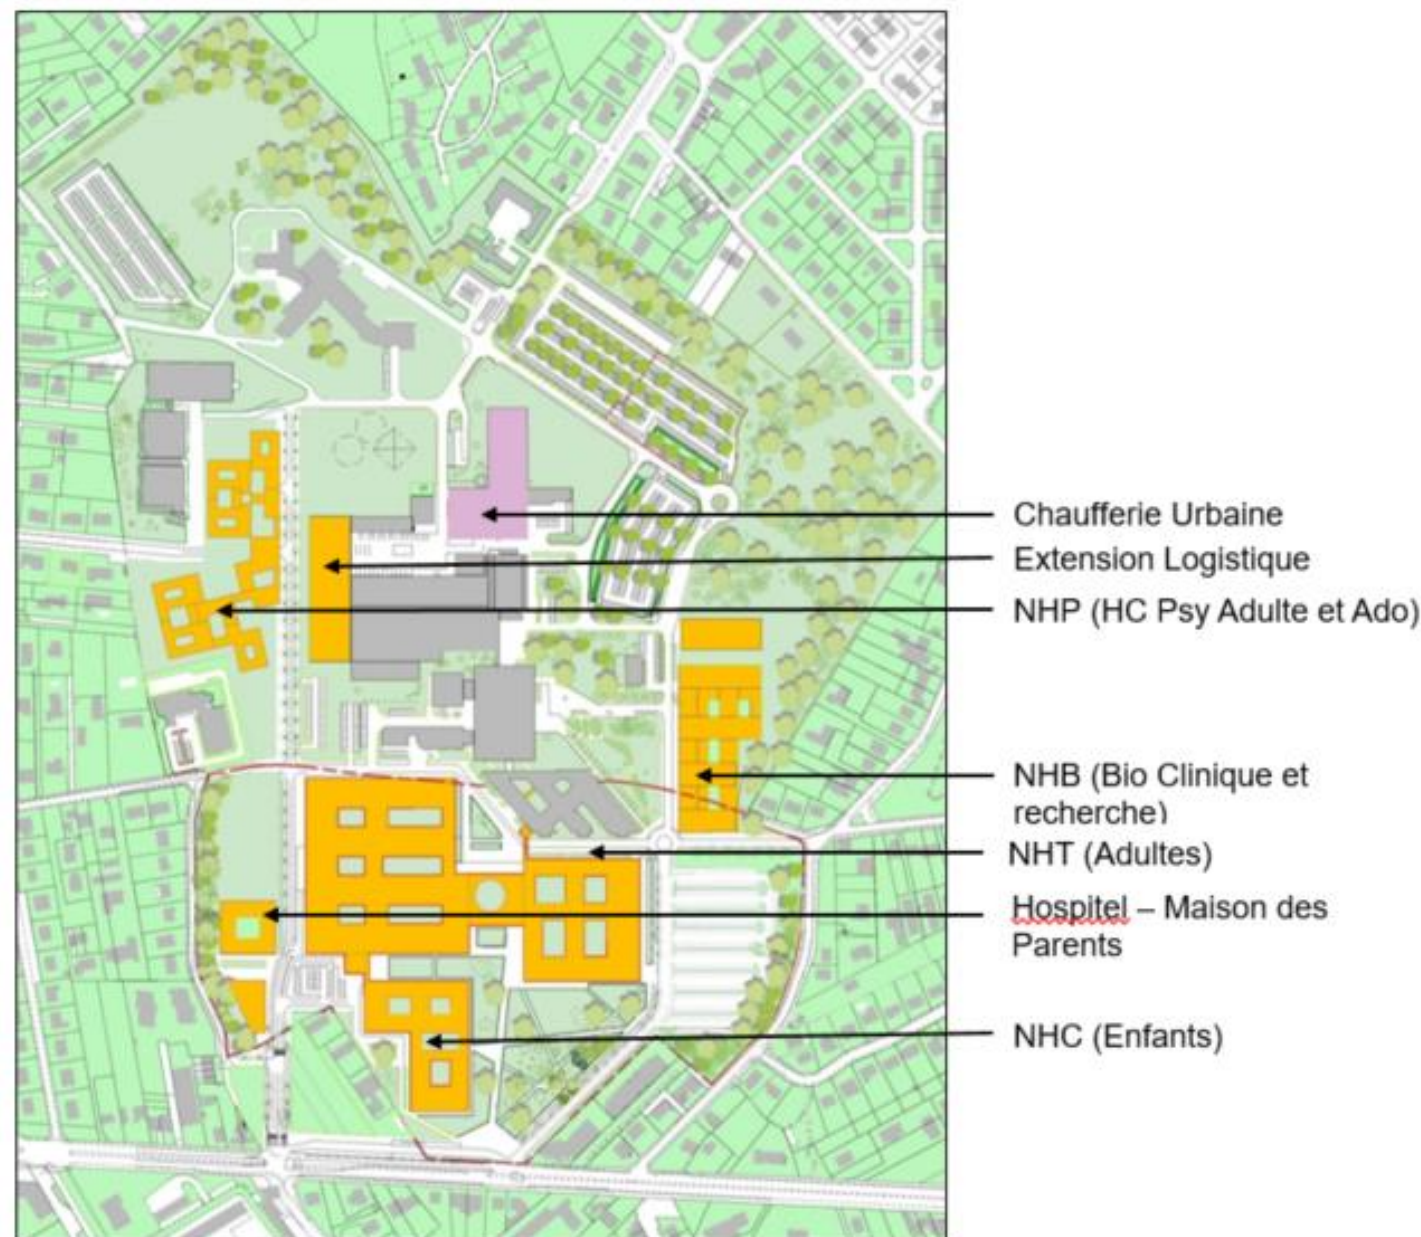 Chaufferie Urbaine
Extension Logistique
NHP (HC Psy Adulte et Ado)
NHB (Bio Clinique et
recherche)
NHT (Adultes)
Hospitel – Maison des
Parents
NHC (Enfants)